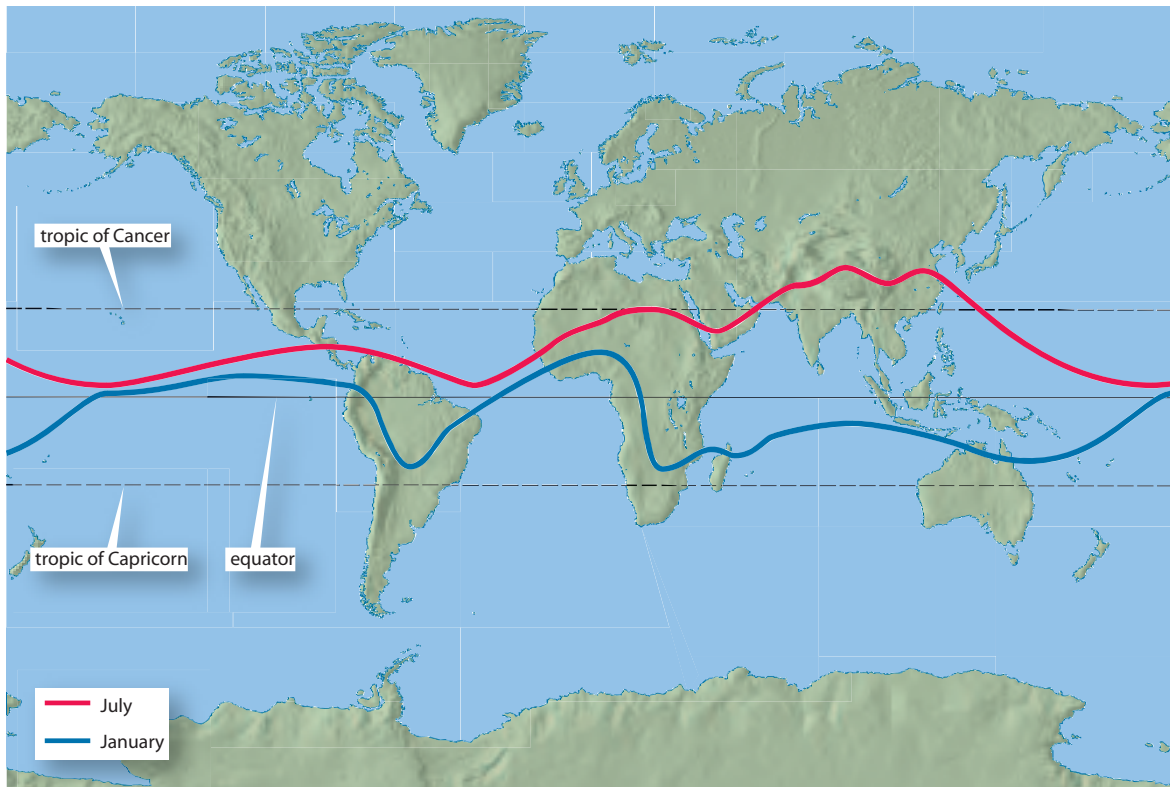 tropic of Cancer
tropic of Capricorn
equator
July
January